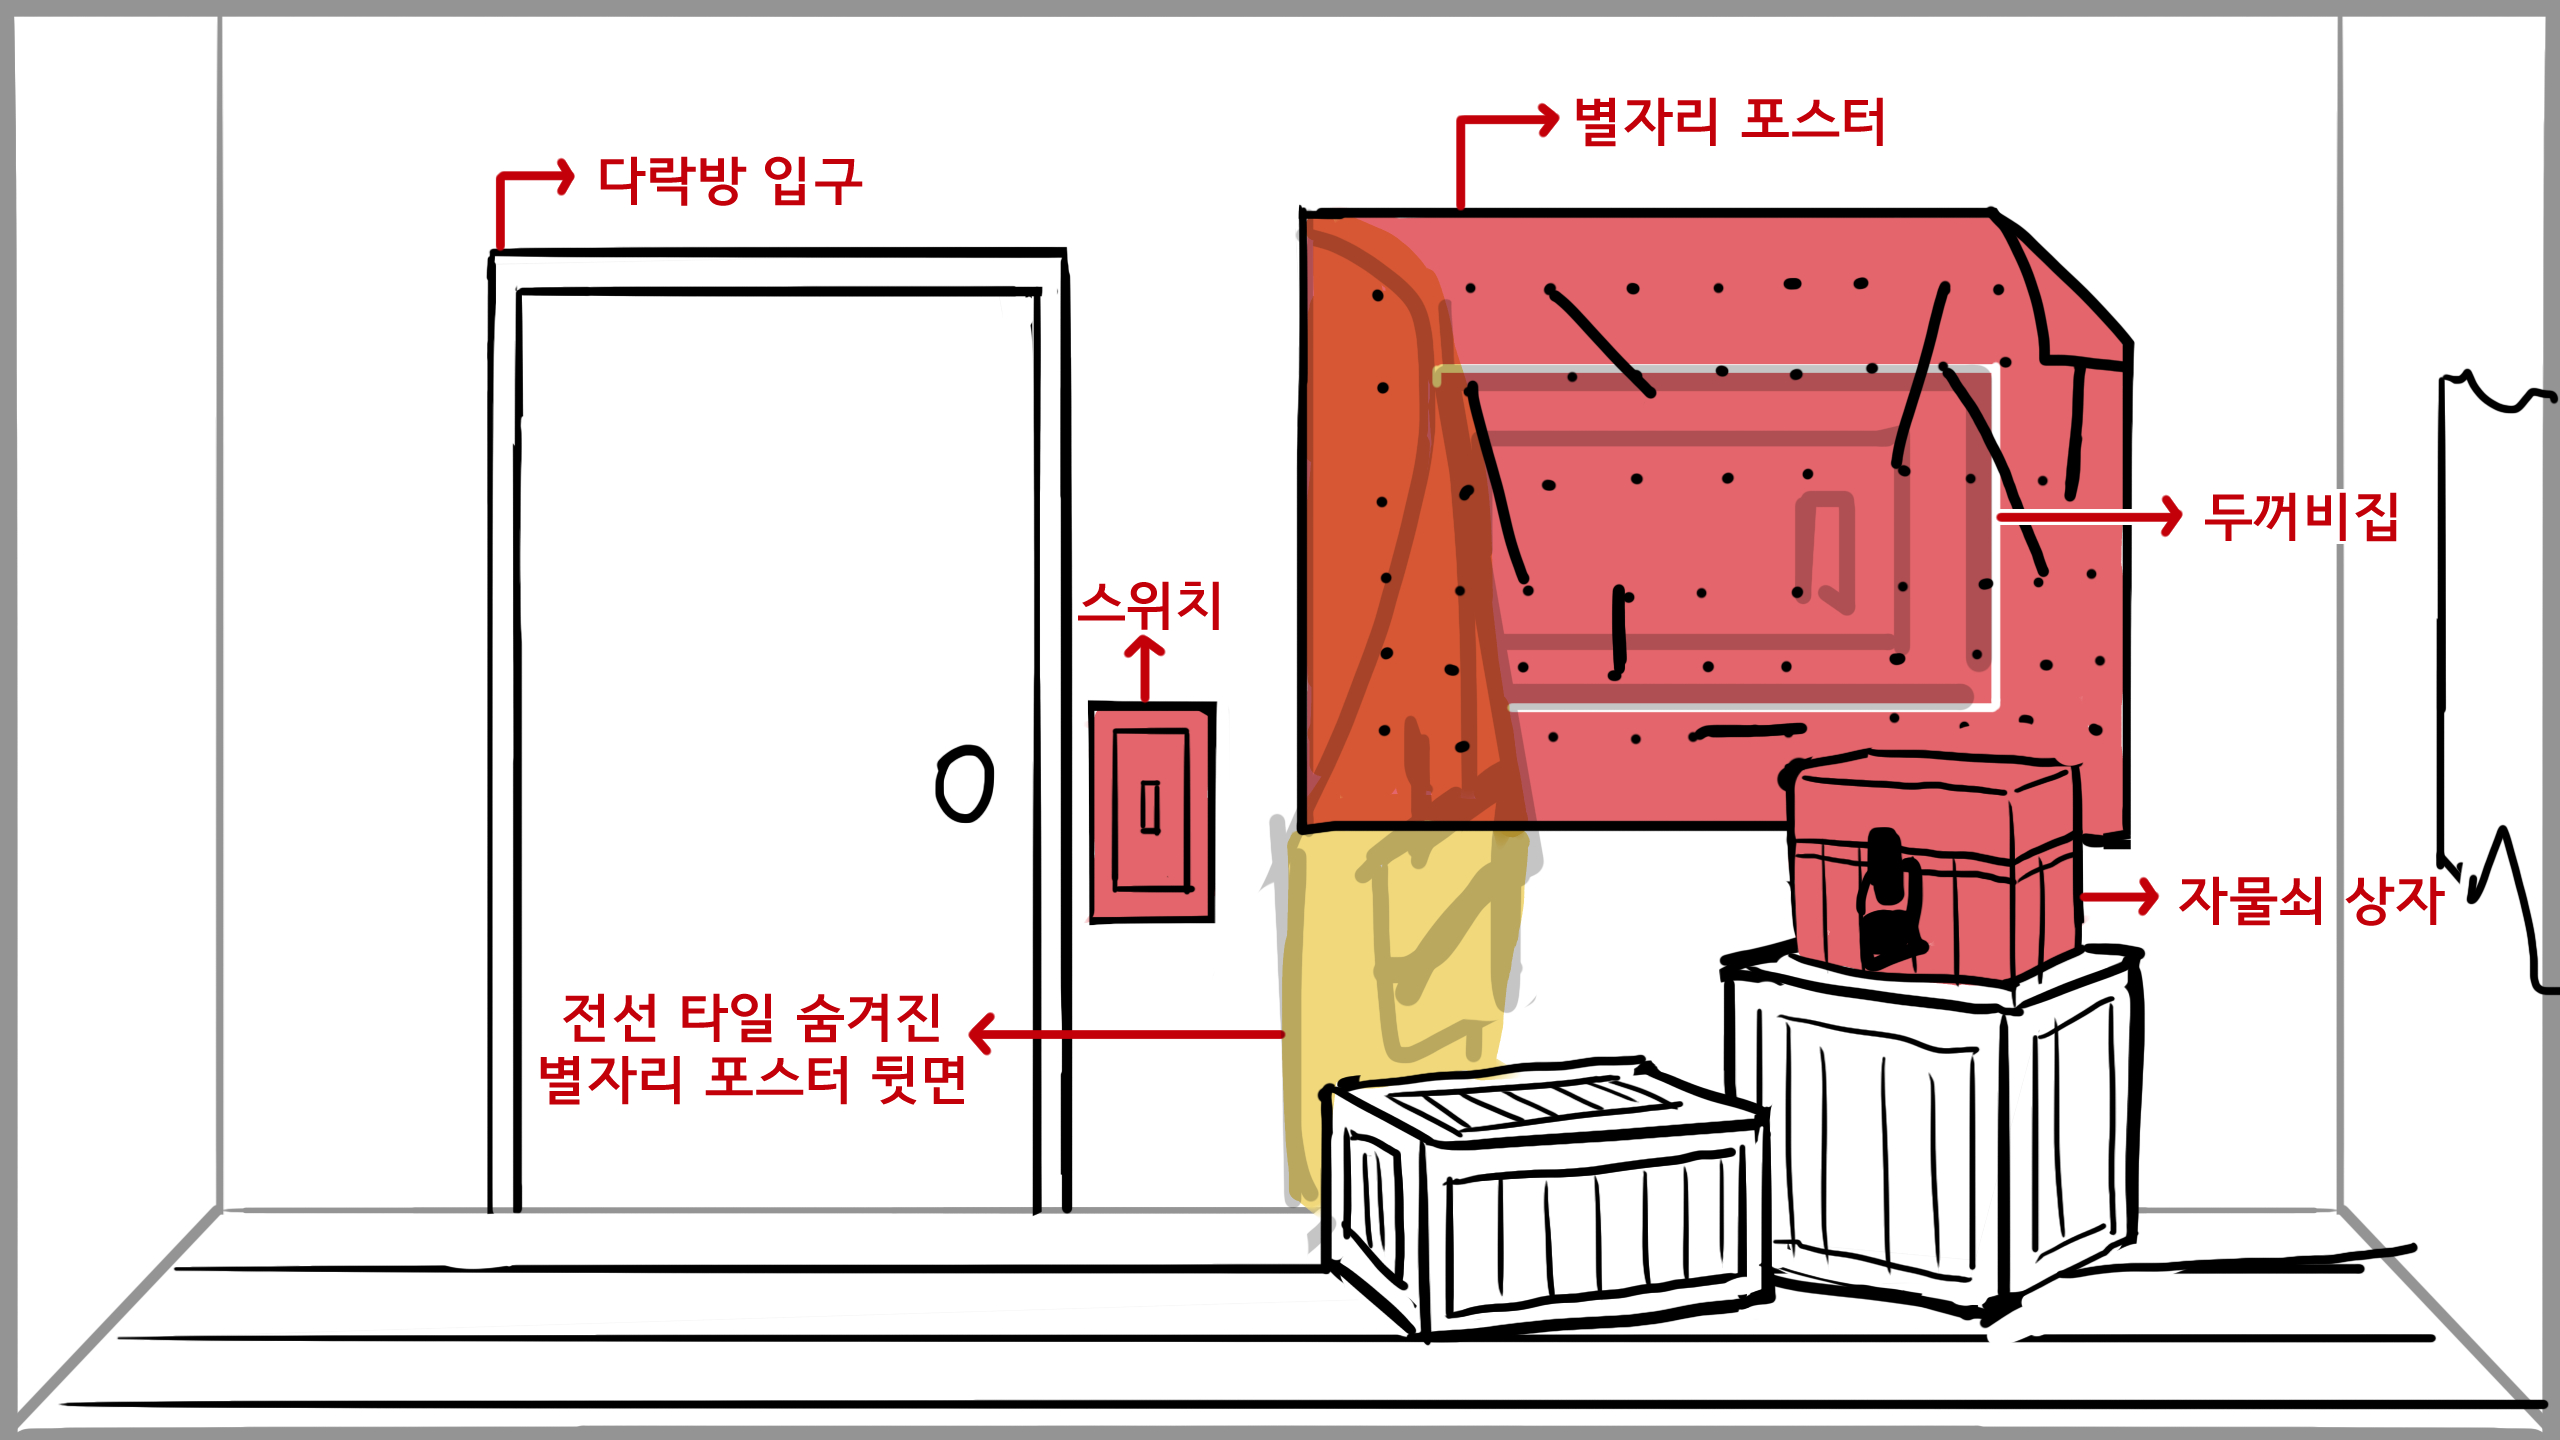 별자리 포스터
다락방 입구
두꺼비집
스위치
자물쇠 상자
전선 타일 숨겨진
별자리 포스터 뒷면